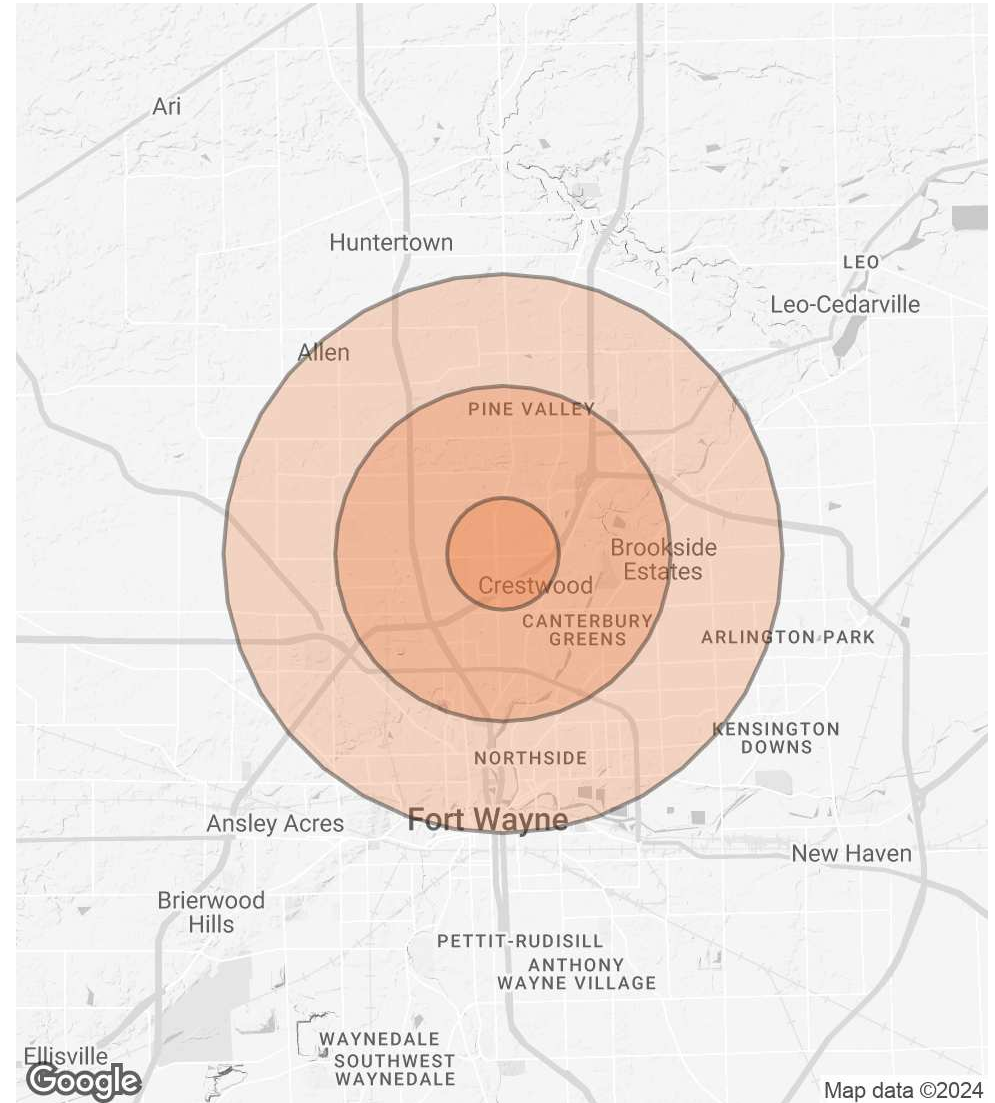 Ari
Huntertown
LEO
Leo-Cedarville
Allen
PINE VALLEY
Brookside
Estates
Crestwood
CANTERBURY
GREENS
ARLINGTON PARK
KENSINGTON
DOWNS
NORTHSIDE
Ansley Acres
Fort Wayne
New Haven
Brierwood
Hills
PETTIT-RUDISILL
ANTHONY
WAYNE VILLAGE
WAYNEDALE
SOUTHWEST
WAYNEDALE
Ellisville
Google
Map data ©2024